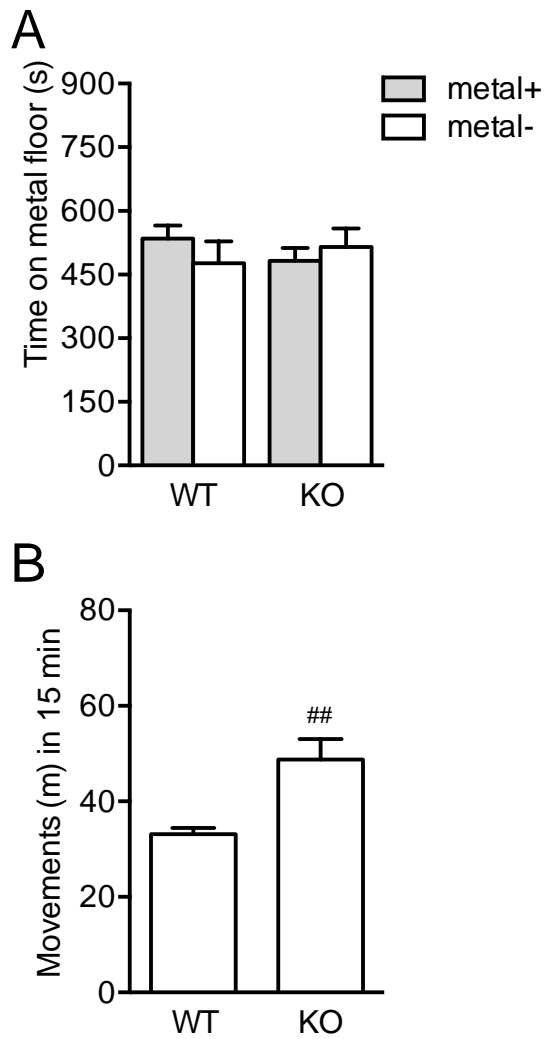 A
Time on metal floor (s)
900
750
600
450
300
150
0
WT
KO
metal+
metal-
B
Movements (m) in 15 min
80
60
40
20
0
##
WT
KO